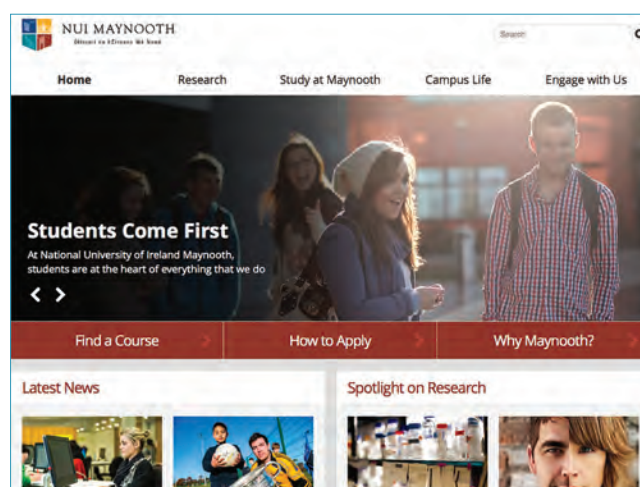 NUI MAYNOOTH
Search
Home
Research
Study at Maynooth
Campus Life
Engage with Us
Students Come First
At National University of Ireland Maynooth,
students are at the heart of everything that we do
Find a Course
How to Apply
Why Maynooth?
Latest News
Spotlight on Research